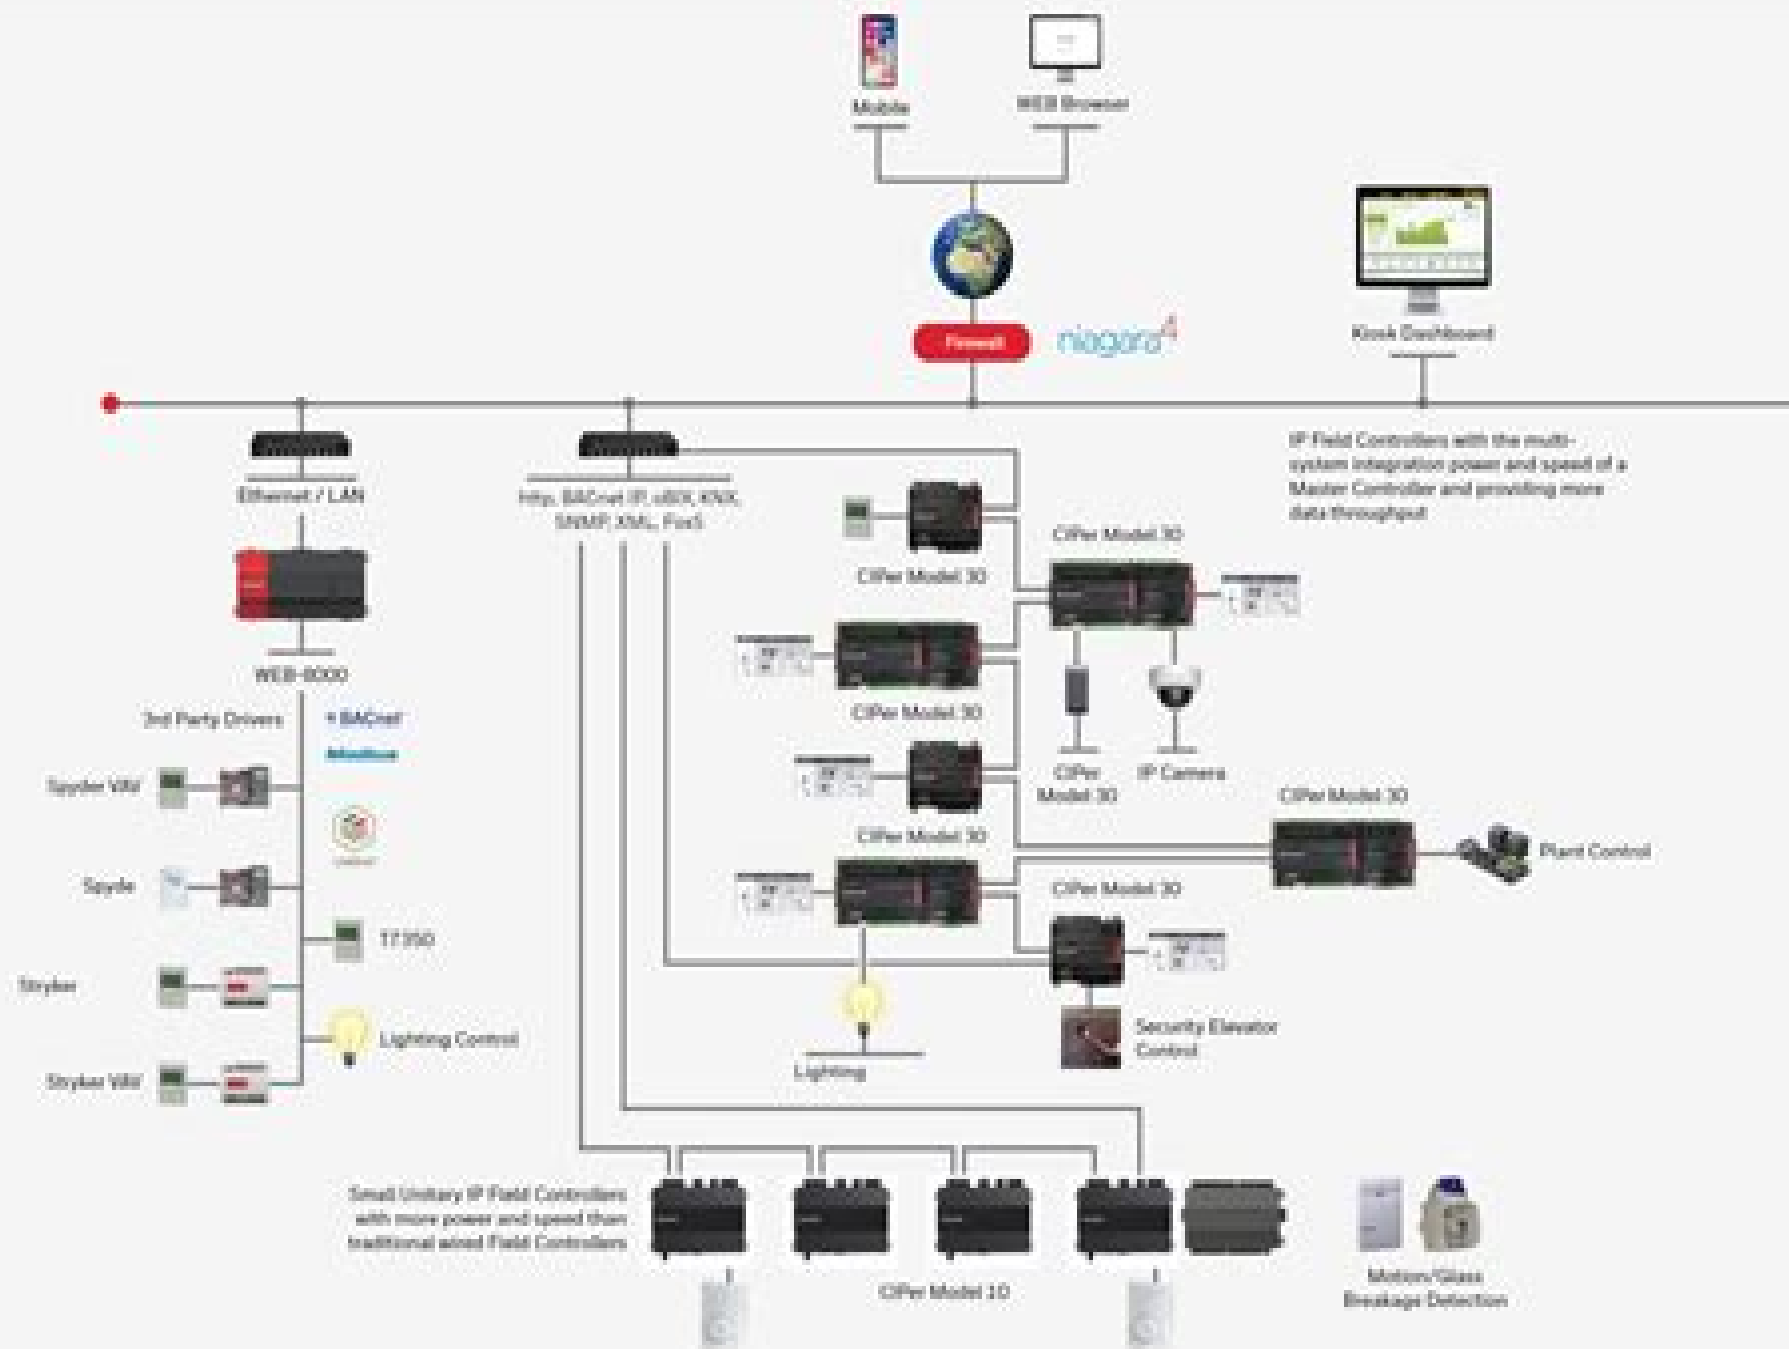 Mobile
WEB Browser
Firewall
niagara4
Kiosk Dashboard
Ethernet / LAN
http, BACnet IP, oBIX, KNX,
SNMP, XML, FoxS
IP Field Controllers with the multi-
system integration power and speed of a
Master Controller and providing more
data throughput
CIPer Model 30
CIPer Model 30
WEB-8000
CIPer Model 30
3rd Party Drivers
BACnet
Modbus
Spyder VAV
CIPer
Model 30
IP Camera
CIPer Model 30
CIPer Model 30
Plant Control
Spyde
CIPer Model 30
T7350
Stryker
Lighting Control
Security Elevator
Control
Lighting
Stryker VAV
Small Unitary IP Field Controllers
with more power and speed than
traditional wired Field Controllers
CIPer Model 10
Motion/Glass
Breakage Detection